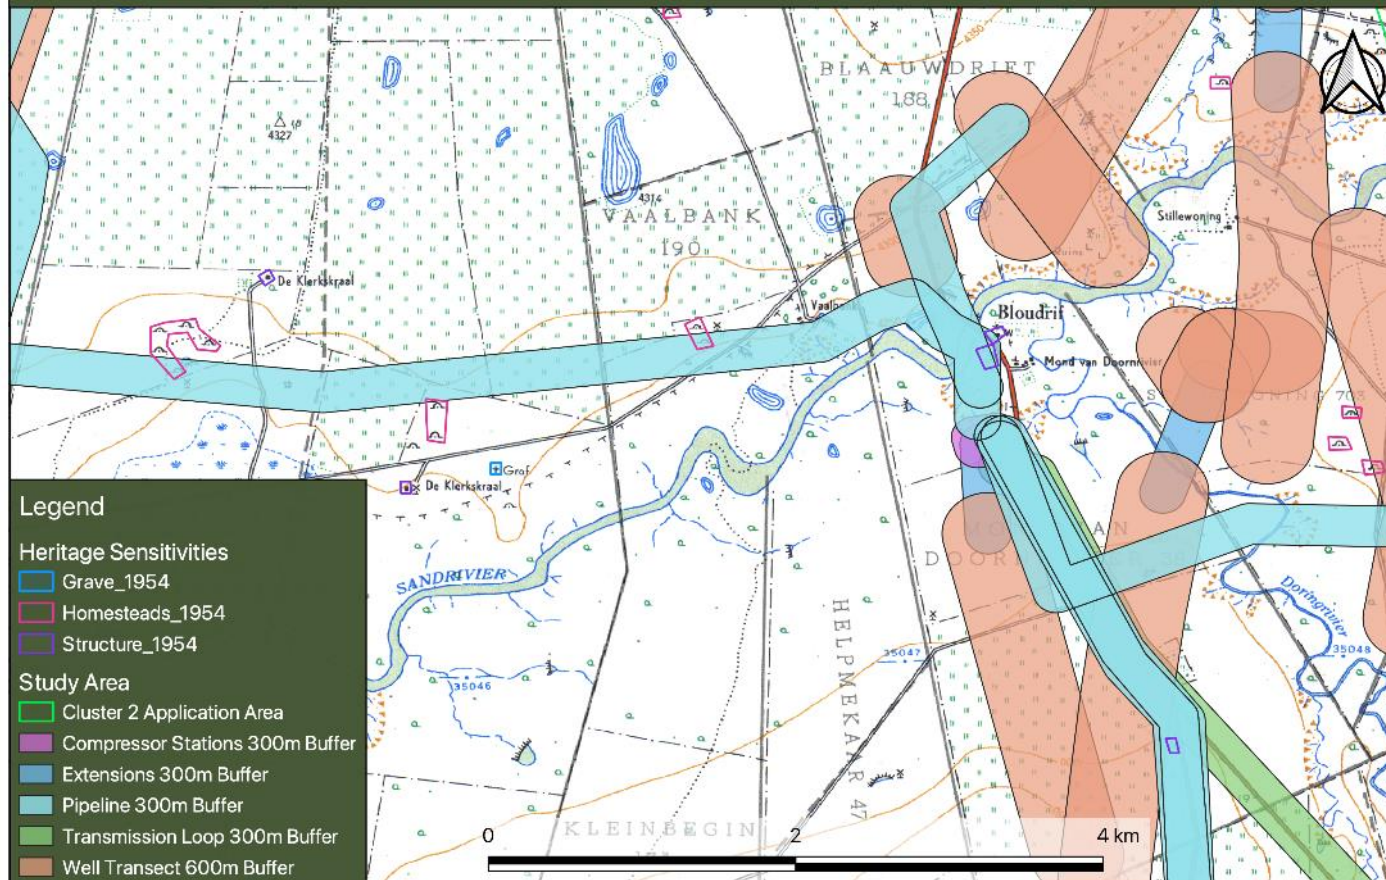 4350
BLAAUWDRIFT
188
4327
4314
VAALBANK
190
Stillewoning
De Klerkskraal
Bloudrif
Mond van Doornrivier
Graf
De Klerkskraal
SANDRIVIER
HELPMEKAAR 47
35047
35046
Doringrivier
35048
KLEINBEGIN
Legend
Heritage Sensitivities
Grave_1954
Homesteads_1954
Structure_1954
Study Area
Cluster 2 Application Area
Compressor Stations 300m Buffer
Extensions 300m Buffer
Pipeline 300m Buffer
Transmission Loop 300m Buffer
Well Transect 600m Buffer
0
2
4 km